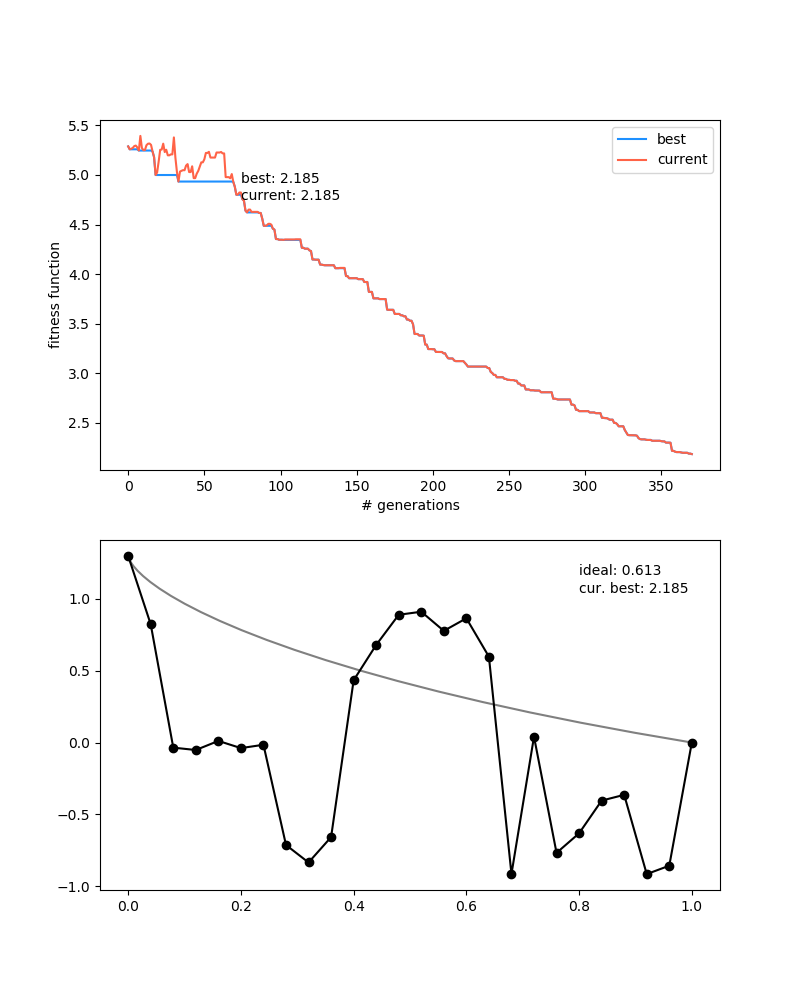 5.5
5.0
4.5
4.0
3.5
3.0
2.5
fitness function
best
current
best: 2.185
current: 2.185
0 50 100 150 200 250 300 350
# generations
1.0
0.5
0.0
−0.5
−1.0
ideal: 0.613
cur. best: 2.185
0.0 0.2 0.4 0.6 0.8 1.0